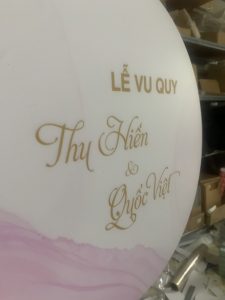 LỄ VU QUY
Thu Hiền
&
Quốc Việt